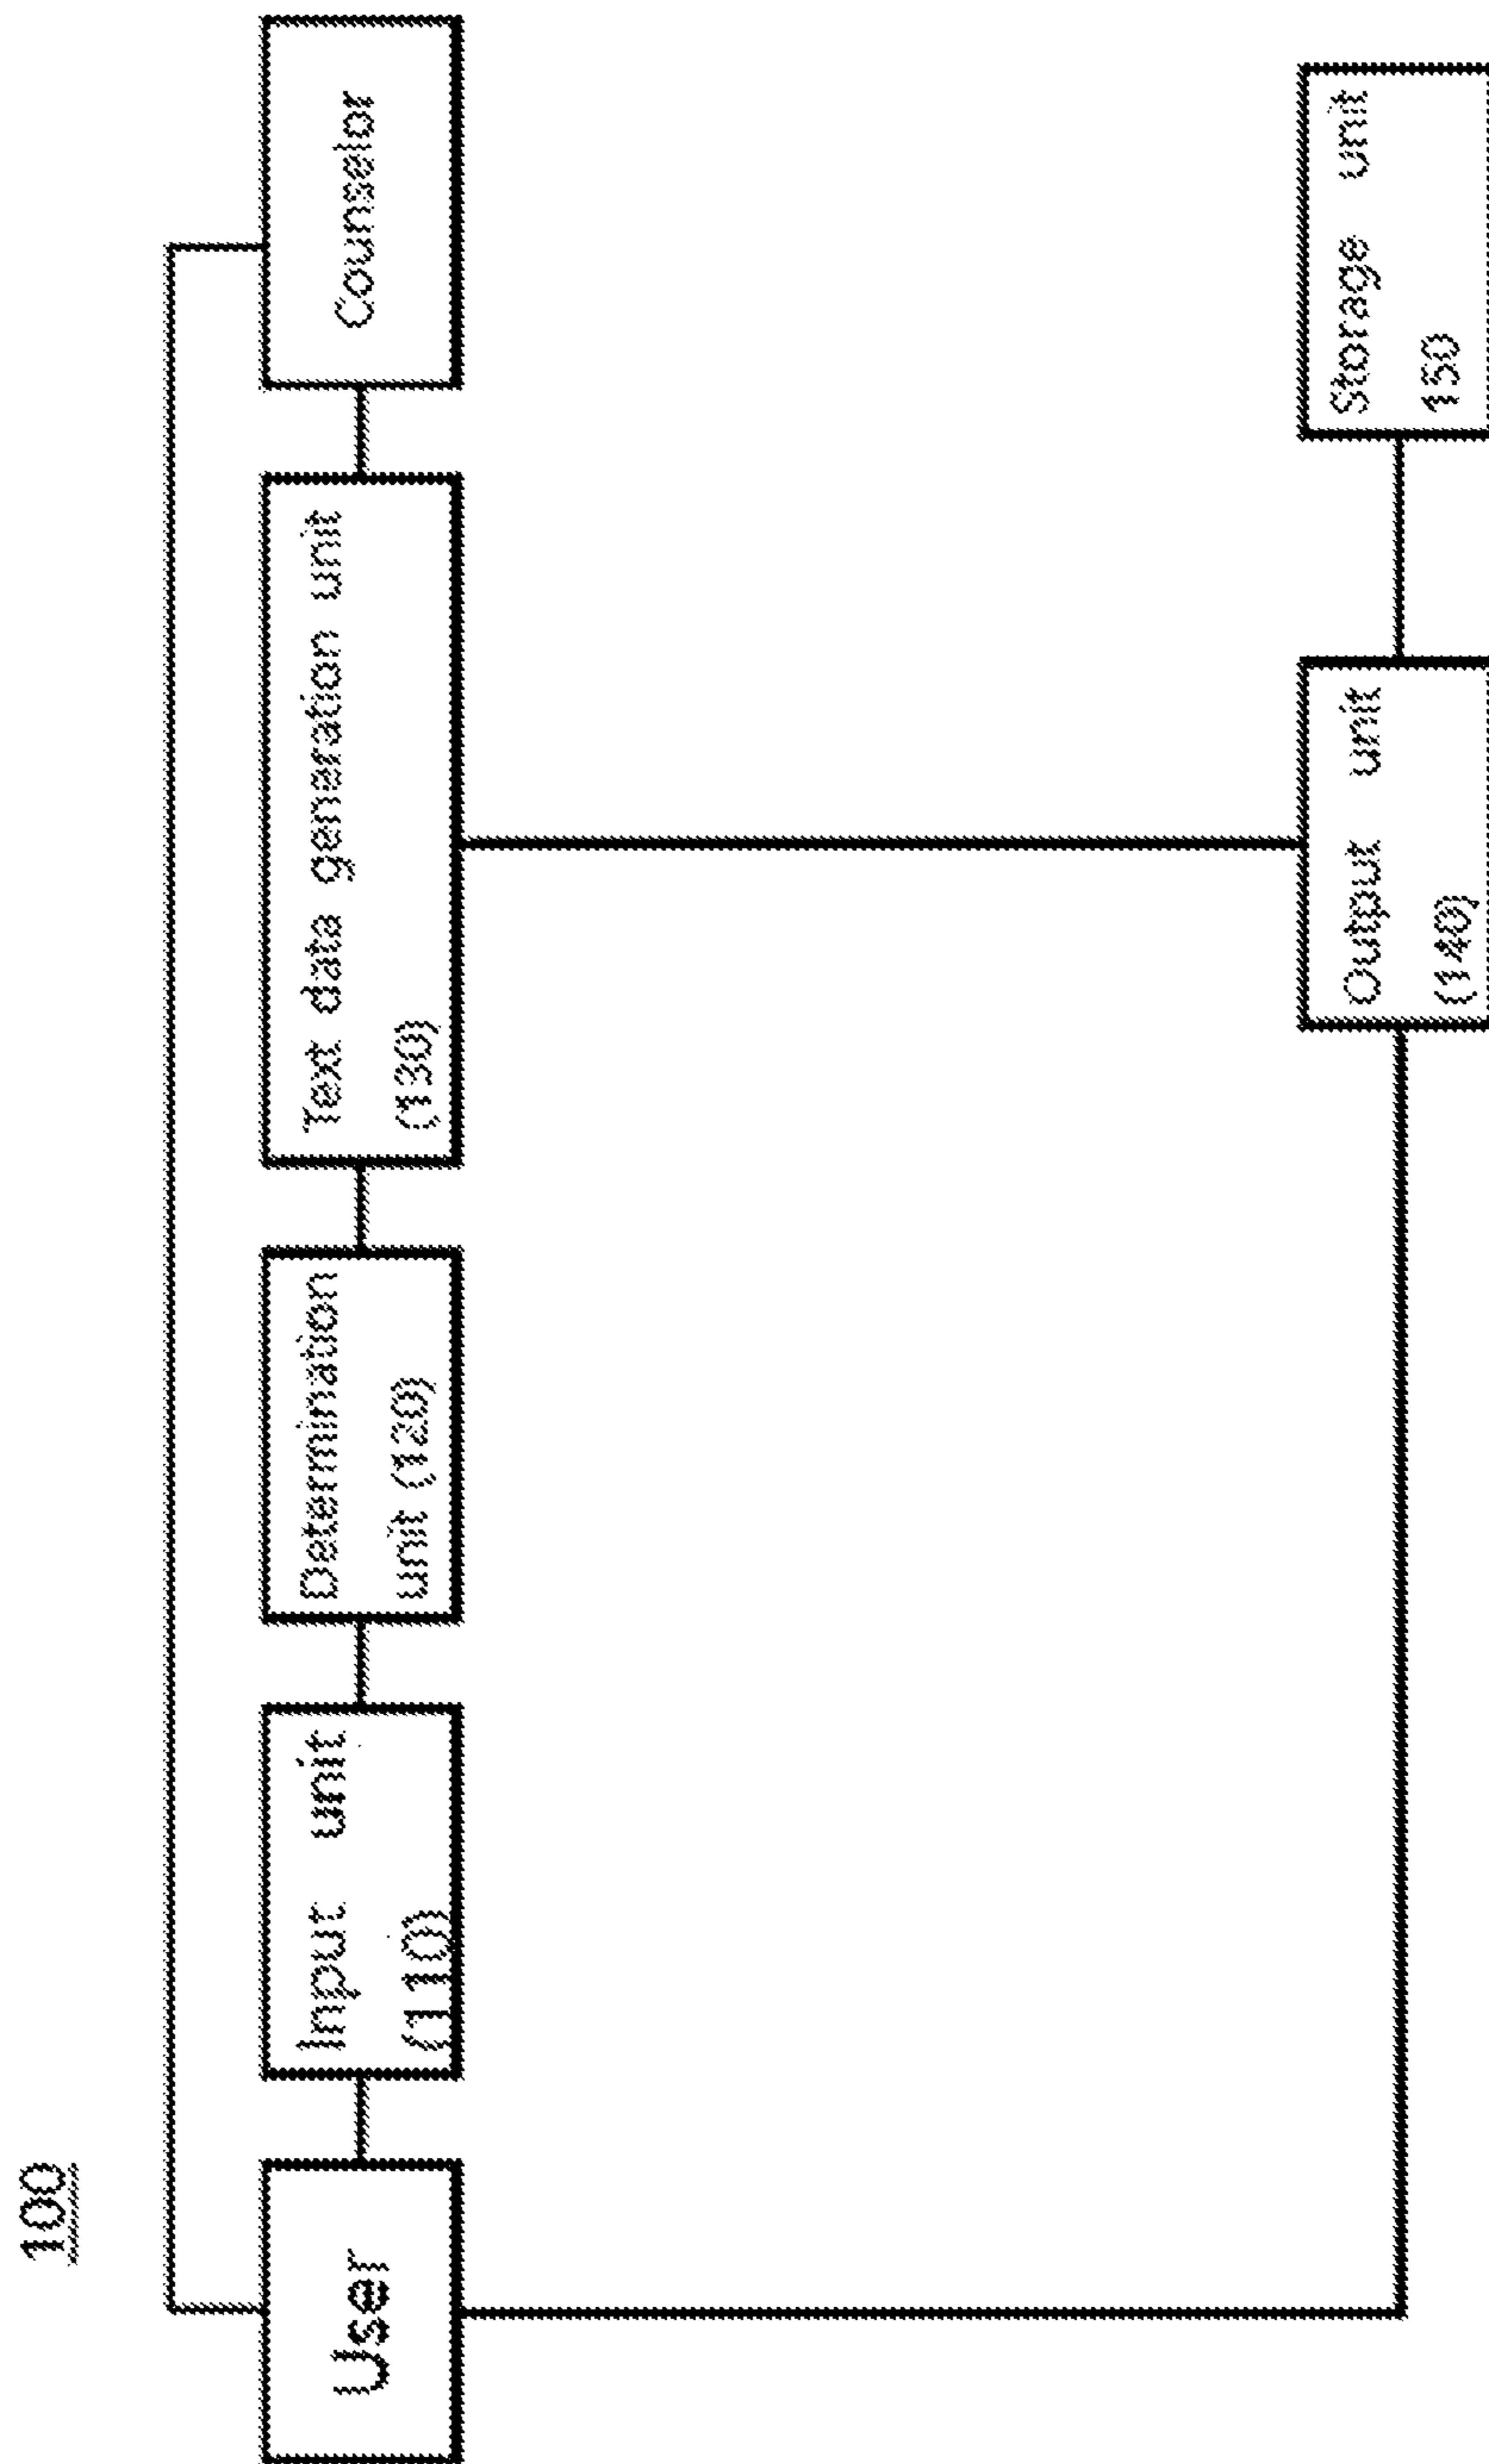 100
User
Input unit
(110)
Determination
unit (120)
Text data generation unit
(130)
Counselor
Output unit
(140)
Storage unit
150